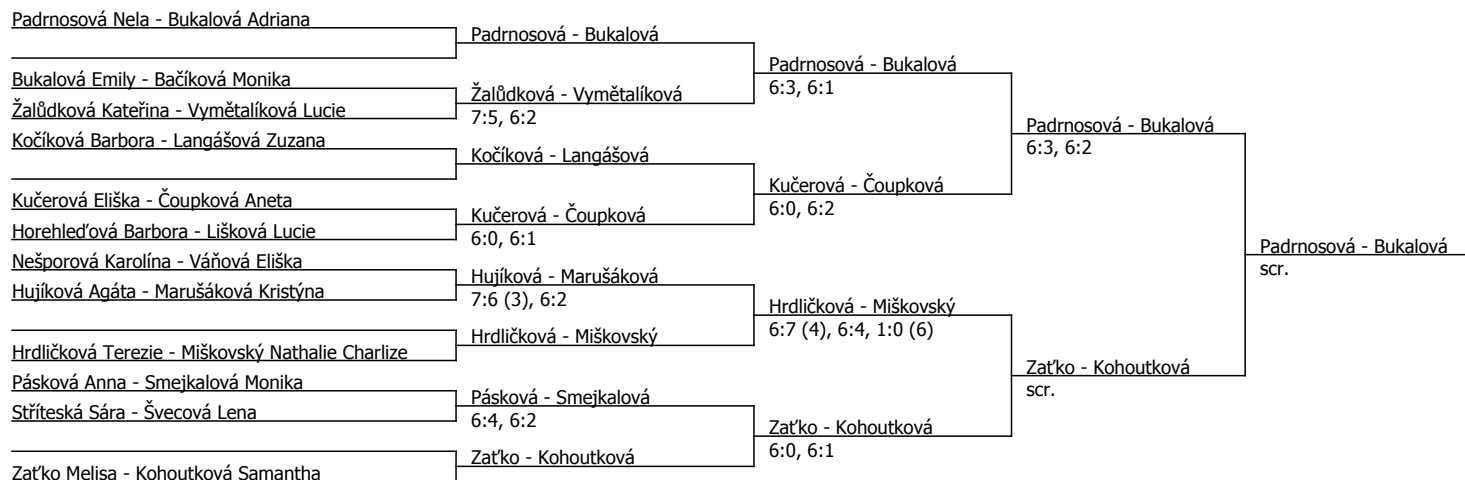 Padrnosová Nela - Bukalová Adriana
Bukalová Emily - Bačíková Monika
Žalůdková Kateřina - Vymětalíková Lucie
Kočíková Barbora - Langášová Zuzana
Kučerová Eliška - Čoupková Aneta
Horehleďová Barbora - Lišková Lucie
Nešporová Karolína - Váňová Eliška
Hujíková Agáta - Marušáková Kristýna
Hrdličková Terezie - Miškovský Nathalie Charlize
Pásková Anna - Smejkalová Monika
Stříteská Sára - Švecová Lena
Zaťko Melisa - Kohoutková Samantha
Padrnosová - Bukalová
Žalůdková - Vymětalíková
7:5, 6:2
Kočíková - Langášová
Kučerová - Čoupková
6:0, 6:1
Hujíková - Marušáková
7:6 (3), 6:2
Hrdličková - Miškovský
Pásková - Smejkalová
6:4, 6:2
Zaťko - Kohoutková
Padrnosová - Bukalová
6:3, 6:1
Kučerová - Čoupková
6:0, 6:2
Hrdličková - Miškovský
6:7 (4), 6:4, 1:0 (6)
Zaťko - Kohoutková
6:0, 6:1
Padrnosová - Bukalová
6:3, 6:2
Zaťko - Kohoutková
scr.
Padrnosová - Bukalová
scr.